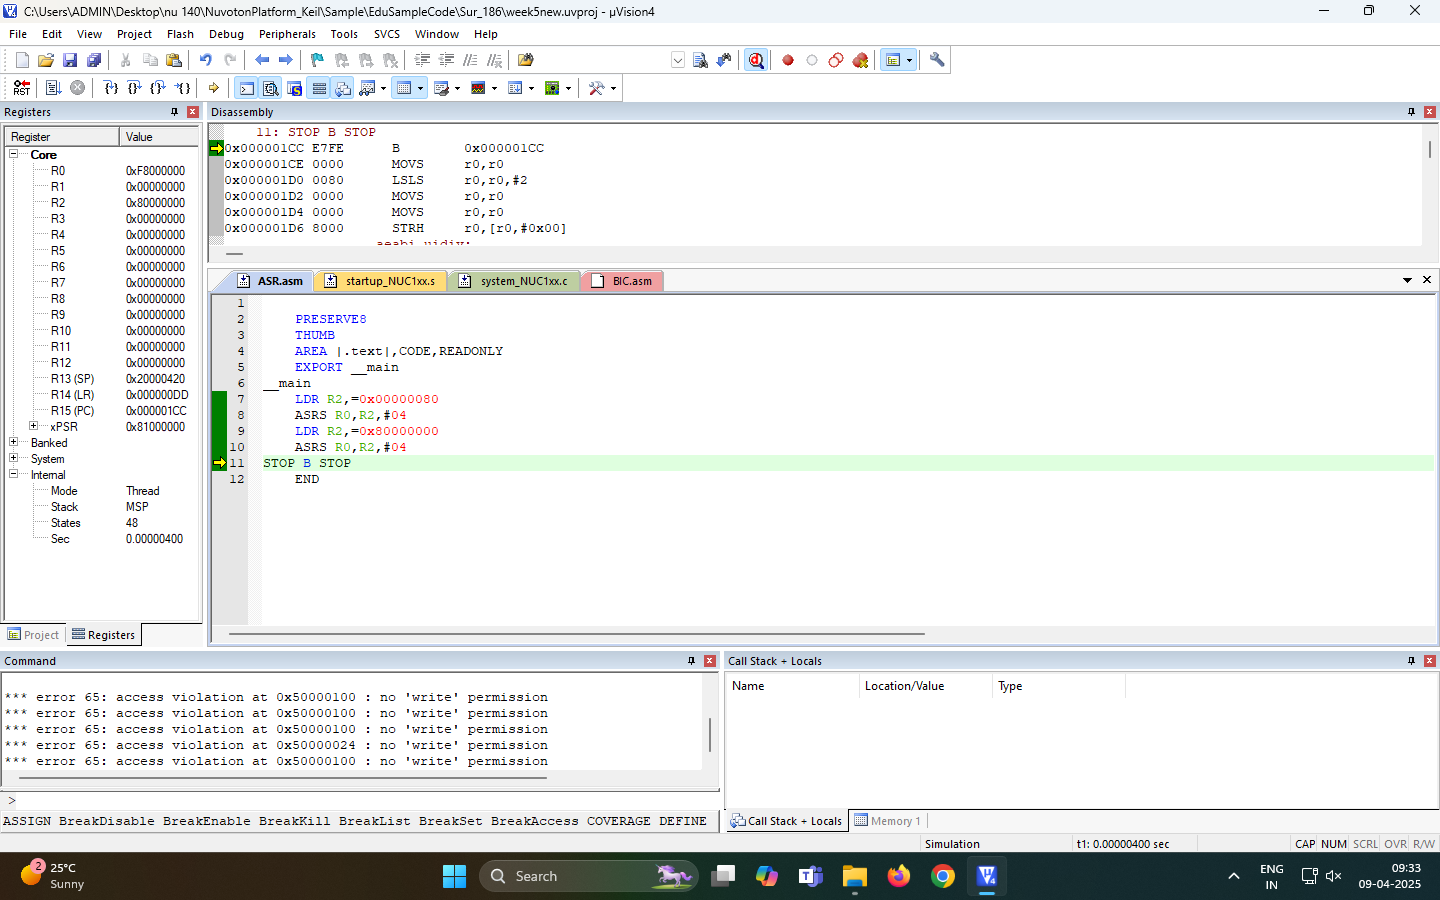 C:\Users\ADMIN\Desktop\nu 140\NuvotonPlatform_Keil\Sample\EduSampleCode\Sur_186\week5new.uvproj - µVision4
File Edit View Project Flash Debug Peripherals Tools SVCS Window Help
RST
Registers
Register Value
Core
R0 0xF8000000
R1 0x00000000
R2 0x80000000
R3 0x00000000
R4 0x00000000
R5 0x00000000
R6 0x00000000
R7 0x00000000
R8 0x00000000
R9 0x00000000
R10 0x00000000
R11 0x00000000
R12 0x00000000
R13 (SP) 0x20000420
R14 (LR) 0x000000DD
R15 (PC) 0x000001CC
xPSR 0x81000000
Banked
System
Internal
Mode Thread
Stack MSP
States 48
Sec 0.00000400
Project Registers
Disassembly
11: STOP B STOP
0x000001CC E7FE B 0x000001CC
0x000001CE 0000 MOVS r0,r0
0x000001D0 0080 LSLS r0,r0,#2
0x000001D2 0000 MOVS r0,r0
0x000001D4 0000 MOVS r0,r0
0x000001D6 8000 STRH r0,[r0,#0x00]
ASR.asm startup_NUC1xx.s system_NUC1xx.c BIC.asm
1
2 PRESERVE8
3 THUMB
4 AREA |.text|,CODE,READONLY
5 EXPORT __main
6 __main
7 LDR R2,=0x00000080
8 ASRS R0,R2,#04
9 LDR R2,=0x80000000
10 ASRS R0,R2,#04
11 STOP B STOP
12 END
Command
*** error 65: access violation at 0x50000100 : no 'write' permission
*** error 65: access violation at 0x50000100 : no 'write' permission
*** error 65: access violation at 0x50000100 : no 'write' permission
*** error 65: access violation at 0x50000024 : no 'write' permission
*** error 65: access violation at 0x50000100 : no 'write' permission
>
ASSIGN BreakDisable BreakEnable BreakKill BreakList BreakSet BreakAccess COVERAGE DEFINE
Call Stack + Locals
Name Location/Value Type
Call Stack + Locals Memory 1
Simulation t1: 0.00000400 sec CAP NUM SCRL OVR R/W
2
25°C
Sunny
Search
ENG
IN
09:33
09-04-2025